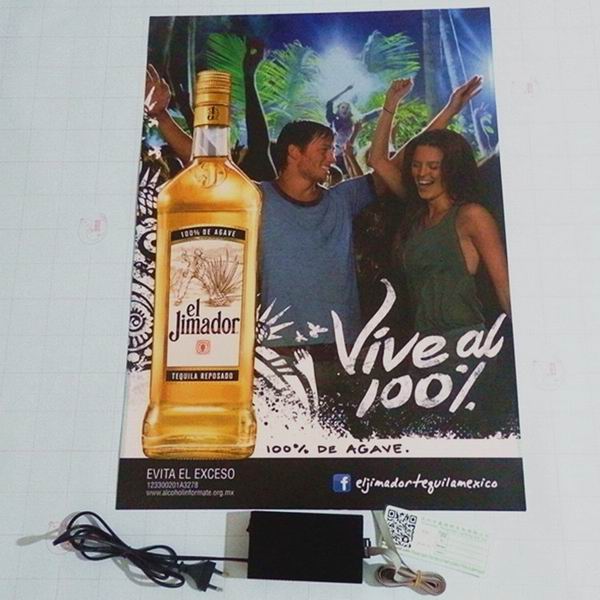 100% DE AGAVE
el
Jimador
TEQUILA REPOSADO
Vive al
100%.
100% DE AGAVE.
EVITA EL EXCESO
123300201A3278
www.alcoholinformate.org.mx
f eljimadortequilamexico